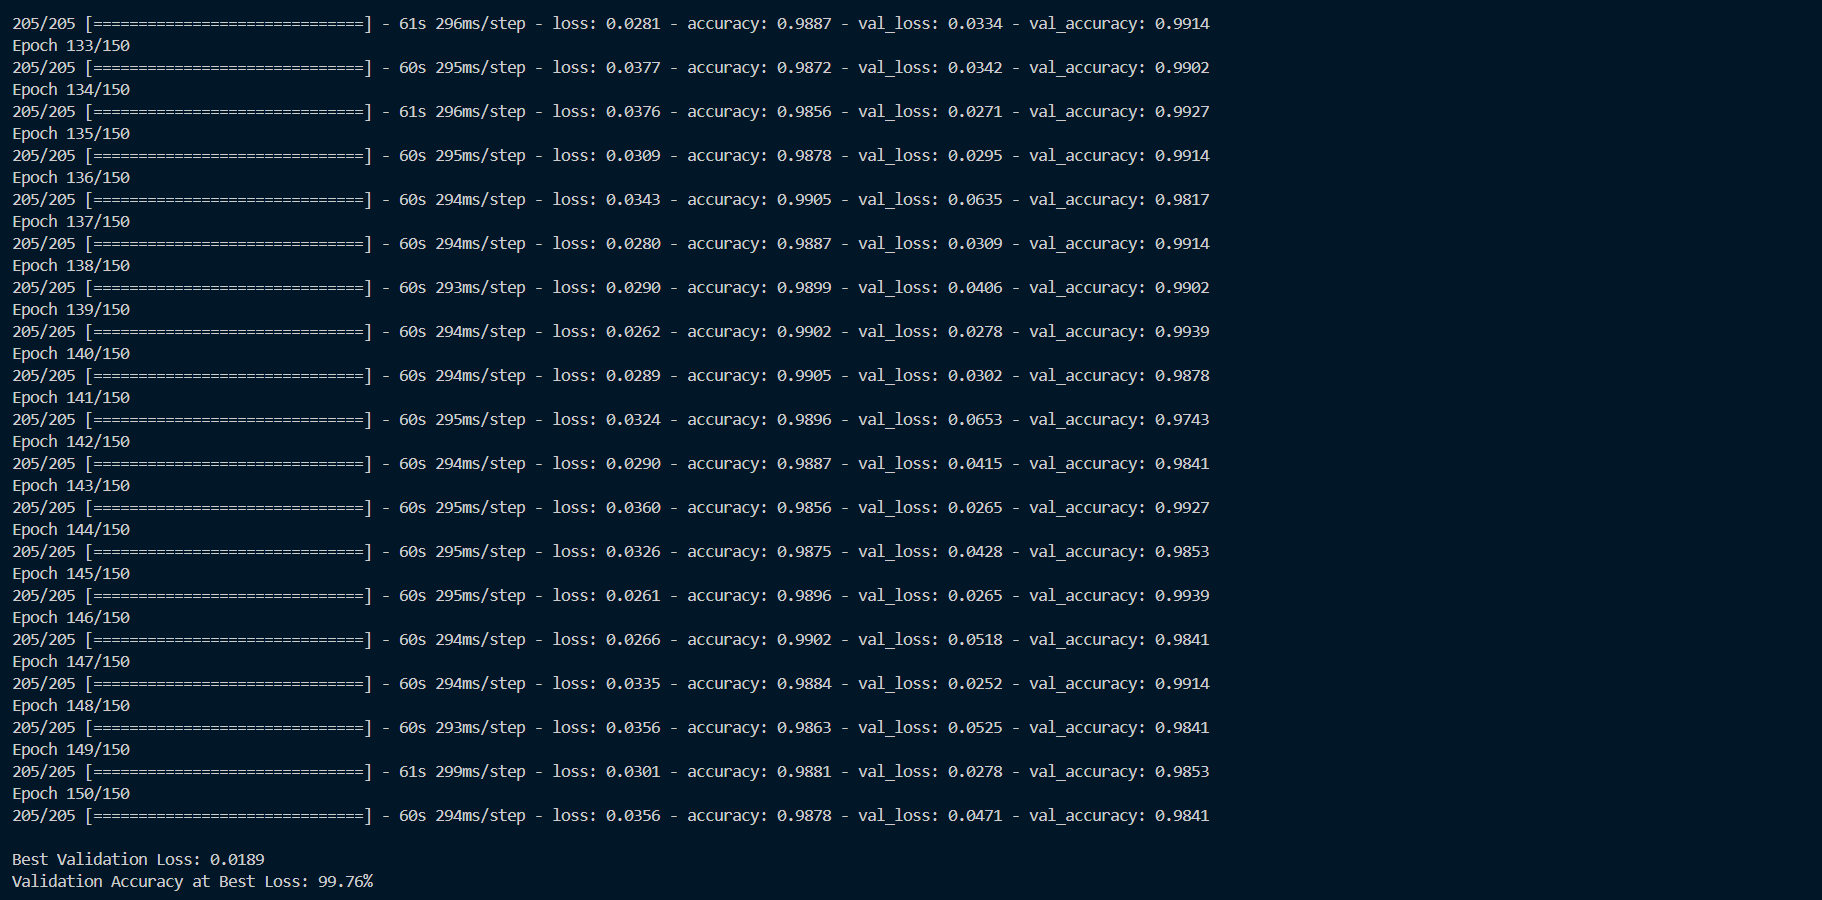 205/205 [==============================] - 61s 296ms/step - loss: 0.0281 - accuracy: 0.9887 - val_loss: 0.0334 - val_accuracy: 0.9914
Epoch 133/150
205/205 [==============================] - 60s 295ms/step - loss: 0.0377 - accuracy: 0.9872 - val_loss: 0.0342 - val_accuracy: 0.9902
Epoch 134/150
205/205 [==============================] - 61s 296ms/step - loss: 0.0376 - accuracy: 0.9856 - val_loss: 0.0271 - val_accuracy: 0.9927
Epoch 135/150
205/205 [==============================] - 60s 295ms/step - loss: 0.0309 - accuracy: 0.9878 - val_loss: 0.0295 - val_accuracy: 0.9914
Epoch 136/150
205/205 [==============================] - 60s 294ms/step - loss: 0.0343 - accuracy: 0.9905 - val_loss: 0.0635 - val_accuracy: 0.9817
Epoch 137/150
205/205 [==============================] - 60s 294ms/step - loss: 0.0280 - accuracy: 0.9887 - val_loss: 0.0309 - val_accuracy: 0.9914
Epoch 138/150
205/205 [==============================] - 60s 293ms/step - loss: 0.0290 - accuracy: 0.9899 - val_loss: 0.0406 - val_accuracy: 0.9902
Epoch 139/150
205/205 [==============================] - 60s 294ms/step - loss: 0.0262 - accuracy: 0.9902 - val_loss: 0.0278 - val_accuracy: 0.9939
Epoch 140/150
205/205 [==============================] - 60s 294ms/step - loss: 0.0289 - accuracy: 0.9905 - val_loss: 0.0302 - val_accuracy: 0.9878
Epoch 141/150
205/205 [==============================] - 60s 295ms/step - loss: 0.0324 - accuracy: 0.9896 - val_loss: 0.0653 - val_accuracy: 0.9743
Epoch 142/150
205/205 [==============================] - 60s 294ms/step - loss: 0.0290 - accuracy: 0.9887 - val_loss: 0.0415 - val_accuracy: 0.9841
Epoch 143/150
205/205 [==============================] - 60s 295ms/step - loss: 0.0360 - accuracy: 0.9856 - val_loss: 0.0265 - val_accuracy: 0.9927
Epoch 144/150
205/205 [==============================] - 60s 295ms/step - loss: 0.0326 - accuracy: 0.9875 - val_loss: 0.0428 - val_accuracy: 0.9853
Epoch 145/150
205/205 [==============================] - 60s 295ms/step - loss: 0.0261 - accuracy: 0.9896 - val_loss: 0.0265 - val_accuracy: 0.9939
Epoch 146/150
205/205 [==============================] - 60s 294ms/step - loss: 0.0266 - accuracy: 0.9902 - val_loss: 0.0518 - val_accuracy: 0.9841
Epoch 147/150
205/205 [==============================] - 60s 294ms/step - loss: 0.0335 - accuracy: 0.9884 - val_loss: 0.0252 - val_accuracy: 0.9914
Epoch 148/150
205/205 [==============================] - 60s 293ms/step - loss: 0.0356 - accuracy: 0.9863 - val_loss: 0.0525 - val_accuracy: 0.9841
Epoch 149/150
205/205 [==============================] - 61s 299ms/step - loss: 0.0301 - accuracy: 0.9881 - val_loss: 0.0278 - val_accuracy: 0.9853
Epoch 150/150
205/205 [==============================] - 60s 294ms/step - loss: 0.0356 - accuracy: 0.9878 - val_loss: 0.0471 - val_accuracy: 0.9841
Best Validation Loss: 0.0189
Validation Accuracy at Best Loss: 99.76%